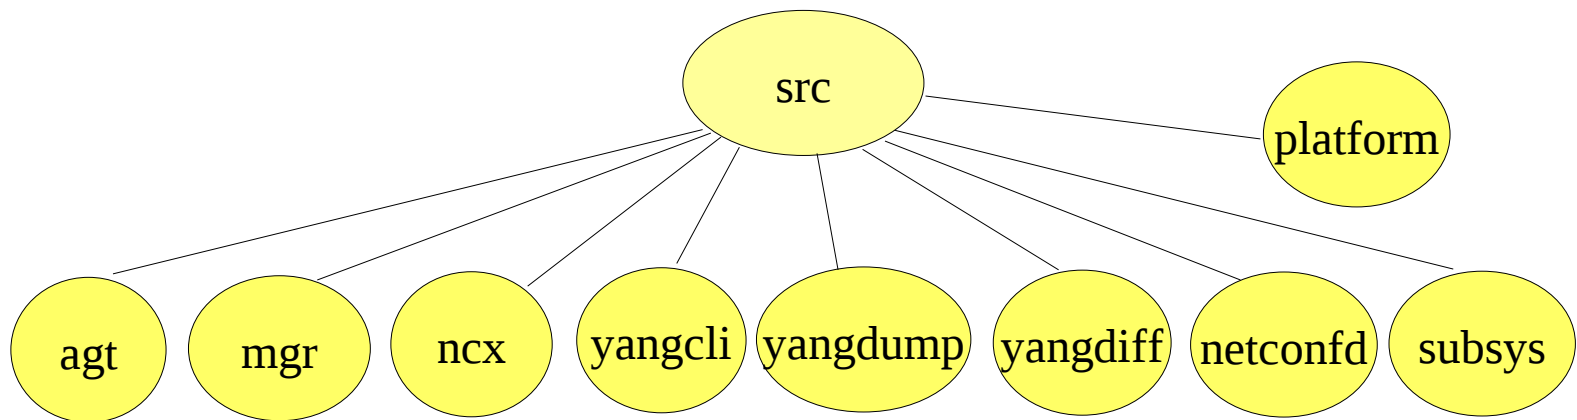 src
platform
agt
mgr
ncx
yangcli
yangdump
yangdiff
netconfd
subsys